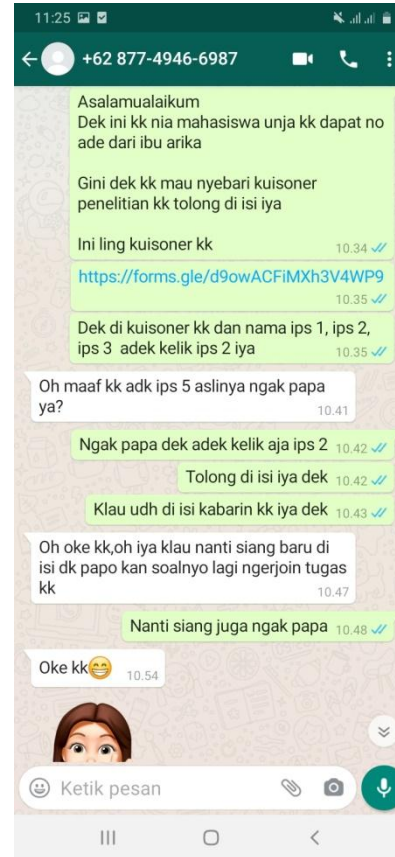 11:25
+62 877-4946-6987
Asalamualaikum
Dek ini kk nia mahasiswa unja kk dapat no
ade dari ibu arika
Gini dek kk mau nyebari kuisoner
penelitian kk tolong di isi iya
Ini ling kuisoner kk
10.34
https://forms.gle/d9owACFiMXh3V4WP9
10.35
Dek di kuisoner kk dan nama ips 1, ips 2,
ips 3 adek kelik ips 2 iya
10.35
Oh maaf kk adk ips 5 aslinya ngak papa
ya?
10.41
Ngak papa dek adek kelik aja ips 2 10.42
Tolong di isi iya dek 10.42
Klau udh di isi kabarin kk iya dek 10.43
Oh oke kk,oh iya klau nanti siang baru di
isi dk papo kan soalnyo lagi ngerjoin tugas
kk
10.47
Nanti siang juga ngak papa 10.48
Oke kk😁 10.54
Ketik pesan